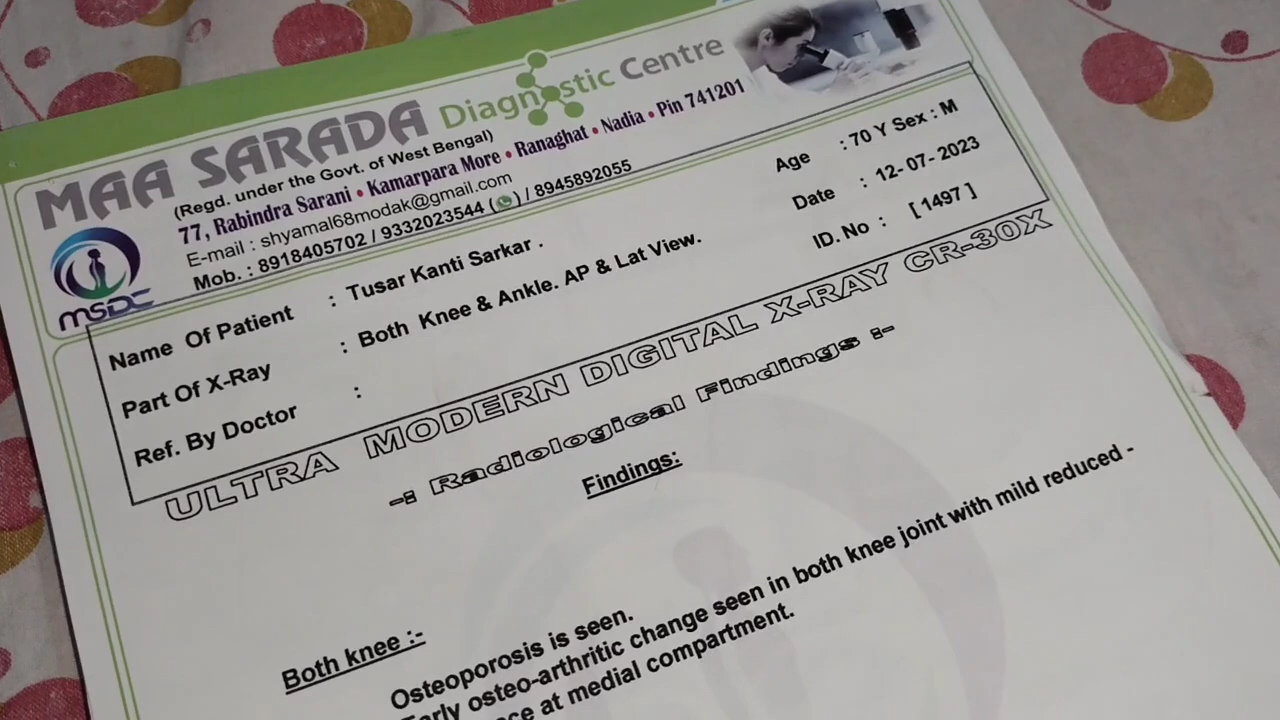 MAA SARADA Diagnostic Centre
(Regd. under the Govt. of West Bengal)
77, Rabindra Sarani • Kamarpara More • Ranaghat • Nadia • Pin 741201
E-mail : shyamal68modak@gmail.com
Mob. : 8918405702 / 9332023544 ( ) / 8945892055
MSDC
Name Of Patient : Tusar Kanti Sarkar .
Age : 70 Y Sex : M
Part Of X-Ray : Both Knee & Ankle. AP & Lat View.
Date : 12-07-2023
Ref. By Doctor :
ID. No : [ 1497 ]
ULTRA MODERN DIGITAL X-RAY CR-30X
-: Radiological Findings :-
Findings:
Both knee :-
Osteoporosis is seen.
Early osteo-arthritic change seen in both knee joint with mild reduced -
at medial compartment.